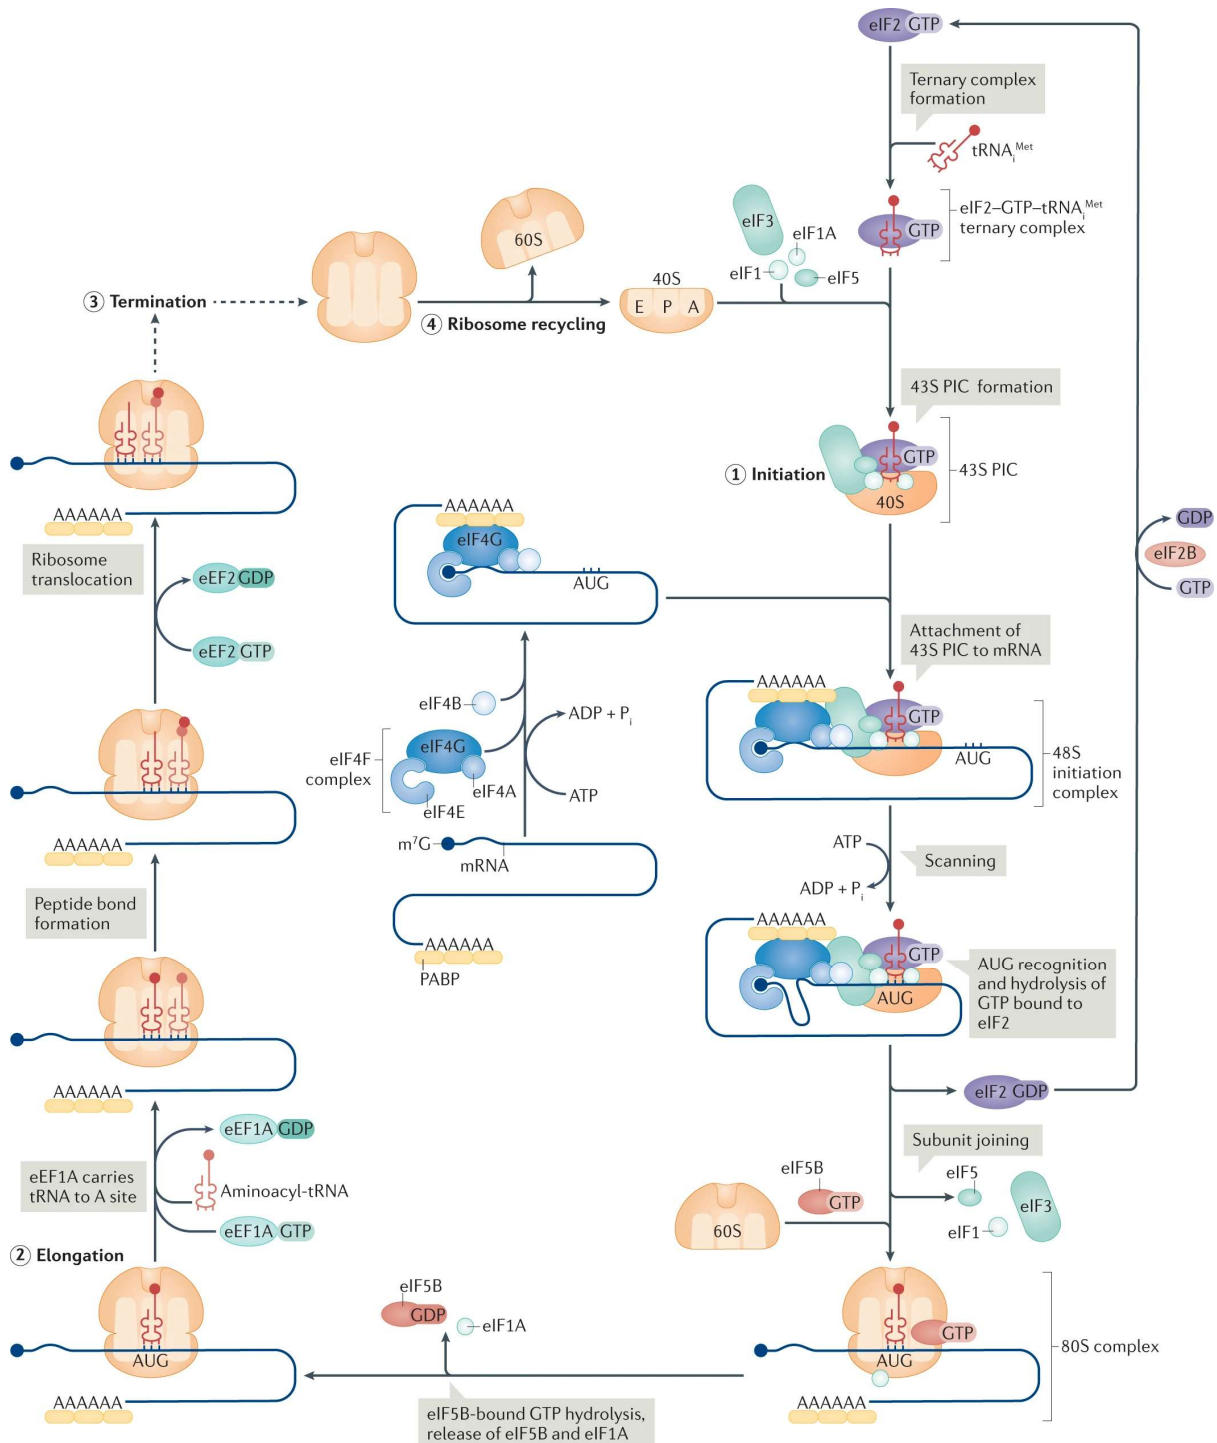 eIF2 GTP
Ternary complex
formation
tRNAᵢᴹᵉᵗ
eIF2–GTP–tRNAᵢᴹᵉᵗ
ternary complex
GTP
eIF3
eIF1A
eIF1
eIF5
60S
40S
E P A
③ Termination
④ Ribosome recycling
43S PIC formation
GTP
43S PIC
① Initiation
40S
AAAAAA
eIF4G
AUG
AAAAAA
Ribosome
translocation
eEF2 GDP
eEF2 GTP
GDP
eIF2B
GTP
Attachment of
43S PIC to mRNA
AAAAAA
GTP
AUG
48S
initiation
complex
eIF4B
ADP + Pᵢ
eIF4F
complex
eIF4G
eIF4A
eIF4E
ATP
m⁷G
mRNA
AAAAAA
PABP
AAAAAA
Peptide bond
formation
ATP
Scanning
ADP + Pᵢ
AAAAAA
GTP
AUG
AUG recognition
and hydrolysis of
GTP bound to
eIF2
eIF2 GDP
AAAAAA
eEF1A GDP
eEF1A carries
tRNA to A site
Aminoacyl-tRNA
eEF1A GTP
② Elongation
Subunit joining
eIF5B
GTP
60S
eIF5
eIF3
eIF1
AUG
AAAAAA
eIF5B
GDP
eIF1A
GTP
80S complex
AUG
AAAAAA
eIF5B-bound GTP hydrolysis,
release of eIF5B and eIF1A